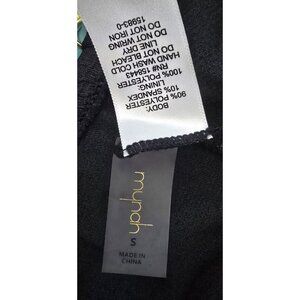 BODY:
90% POLYESTER
10% SPANDEX
LINING:
100% POLYESTER
RN# 158443
HAND WASH COLD
DO NOT BLEACH
LINE DRY
DO NOT WRING
DO NOT IRON
15983-0
mynah
S
MADE IN
CHINA